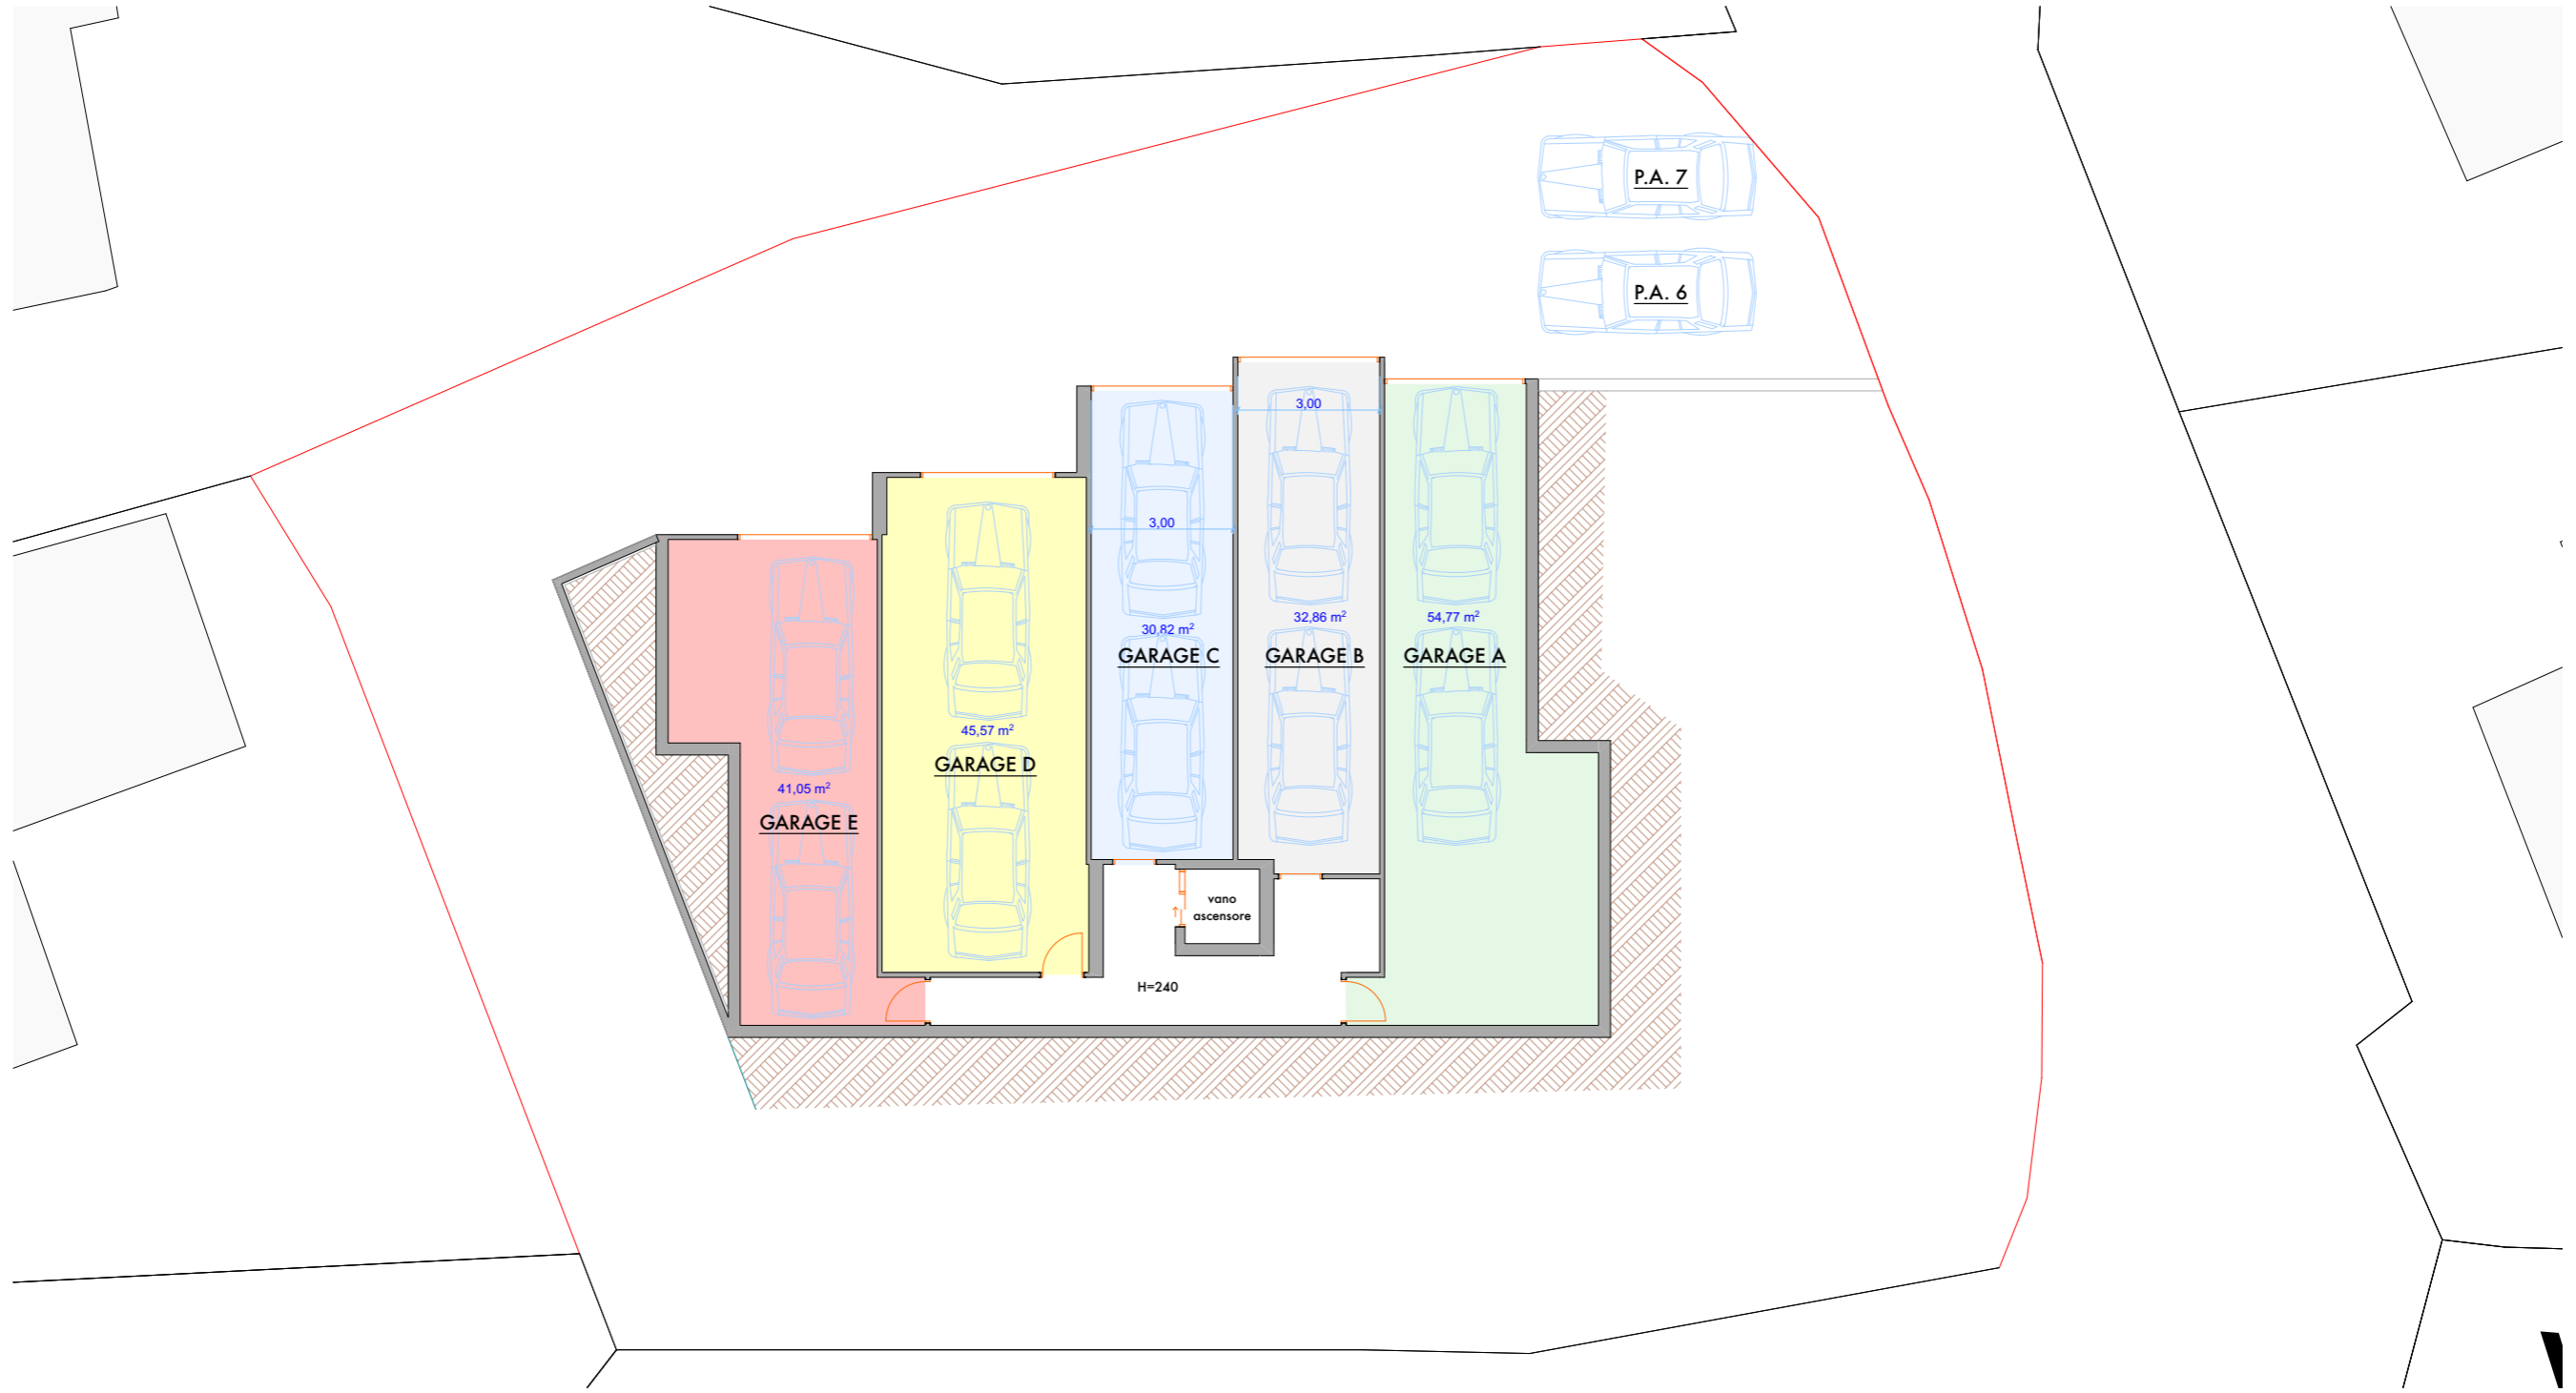 P.A. 7
P.A. 6
3,00
3,00
30,82 m²
GARAGE C
32,86 m²
GARAGE B
54,77 m²
GARAGE A
45,57 m²
GARAGE D
41,05 m²
GARAGE E
vano
ascensore
H=240